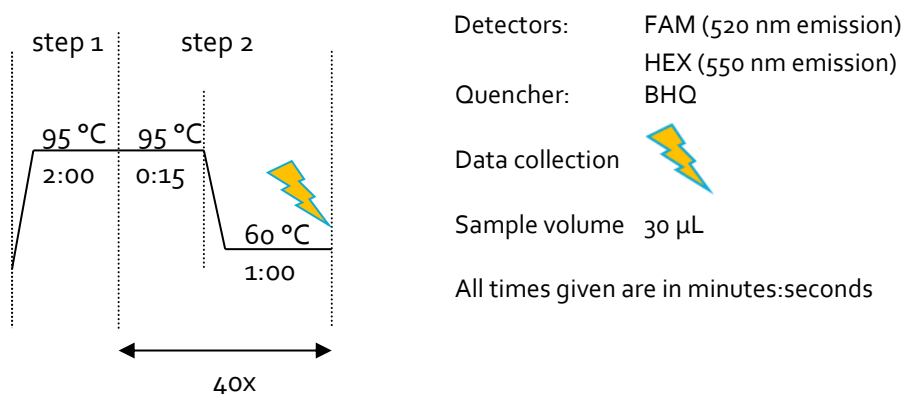 step 1
step 2
95 °C
2:00
95 °C
0:15
60 °C
1:00
40x
Detectors: FAM (520 nm emission)
HEX (550 nm emission)
Quencher: BHQ
Data collection
Sample volume 30 µL
All times given are in minutes:seconds